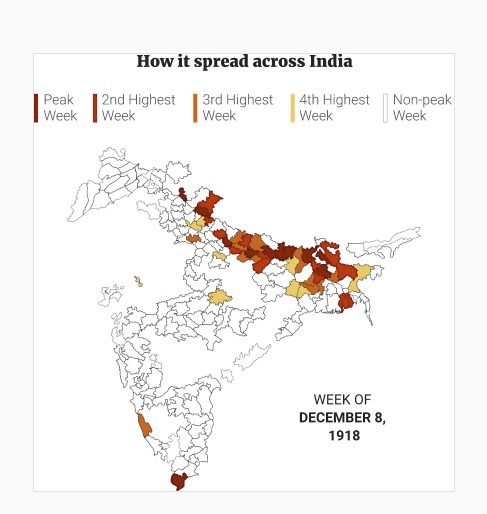 How it spread across India
Peak Week
2nd Highest Week
3rd Highest Week
4th Highest Week
Non-peak Week
WEEK OF
DECEMBER 8,
1918